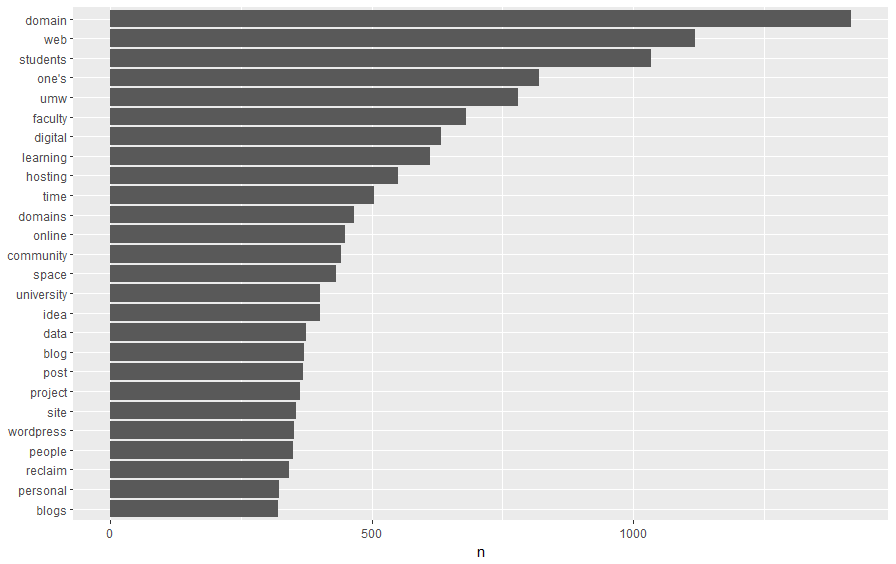 domain
web
students
one's
umw
faculty
digital
learning
hosting
time
domains
online
community
space
university
idea
data
blog
post
project
site
wordpress
people
reclaim
personal
blogs
0 500 1000
n